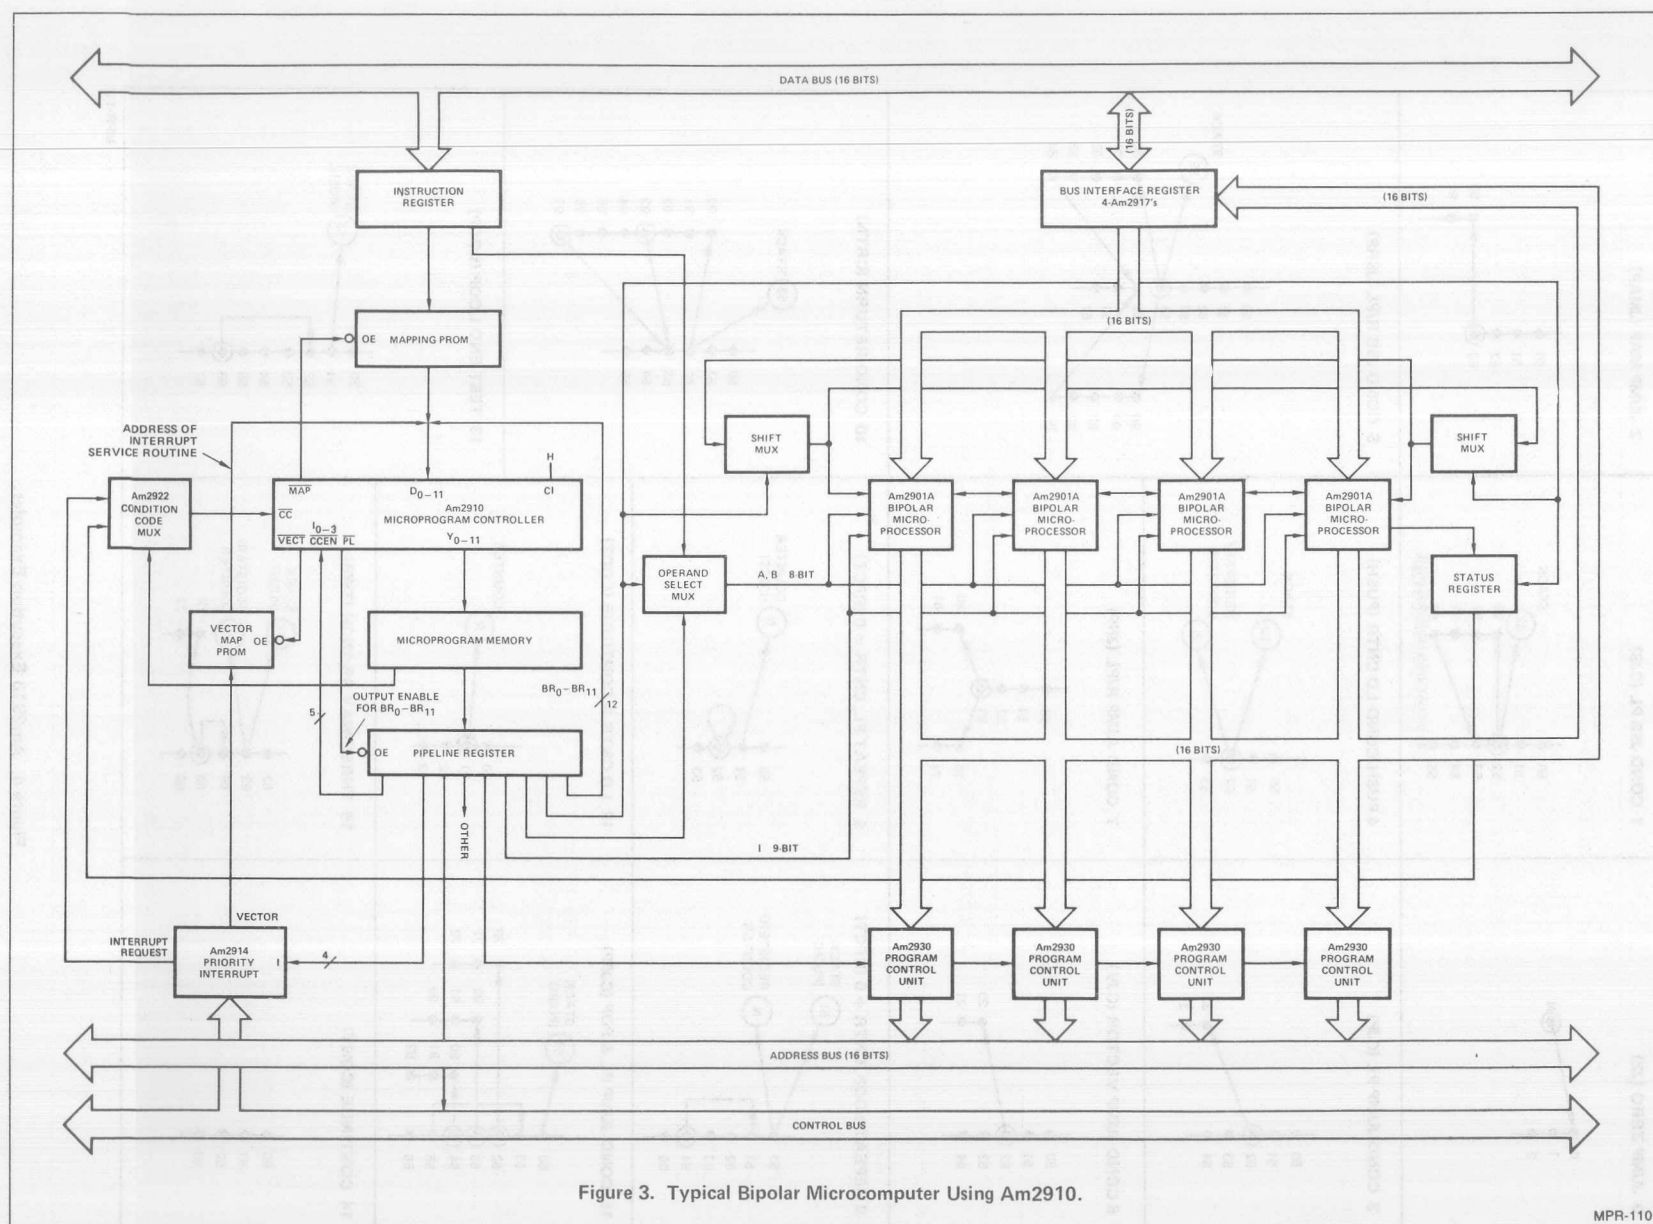 DATA BUS (16 BITS)
(16 BITS)
INSTRUCTION
REGISTER
BUS INTERFACE REGISTER
4-Am2917's
(16 BITS)
OE MAPPING PROM
(16 BITS)
ADDRESS OF
INTERRUPT
SERVICE ROUTINE
SHIFT
MUX
SHIFT
MUX
Am2922
CONDITION
CODE
MUX
H
MAP D0–11 CI
Am2910
MICROPROGRAM CONTROLLER
CC
I0–3
VECT CCEN PL Y0–11
Am2901A
BIPOLAR
MICRO-
PROCESSOR
Am2901A
BIPOLAR
MICRO-
PROCESSOR
Am2901A
BIPOLAR
MICRO-
PROCESSOR
Am2901A
BIPOLAR
MICRO-
PROCESSOR
OPERAND
SELECT
MUX
A, B 8-BIT
STATUS
REGISTER
VECTOR
MAP OE
PROM
MICROPROGRAM MEMORY
OUTPUT ENABLE
FOR BR0–BR11
BR0–BR11
12
5
OE PIPELINE REGISTER
(16 BITS)
OTHER
I 9-BIT
VECTOR
INTERRUPT
REQUEST
Am2914
PRIORITY
INTERRUPT
I
4
Am2930
PROGRAM
CONTROL
UNIT
Am2930
PROGRAM
CONTROL
UNIT
Am2930
PROGRAM
CONTROL
UNIT
Am2930
PROGRAM
CONTROL
UNIT
ADDRESS BUS (16 BITS)
CONTROL BUS
Figure 3. Typical Bipolar Microcomputer Using Am2910.
MPR-110